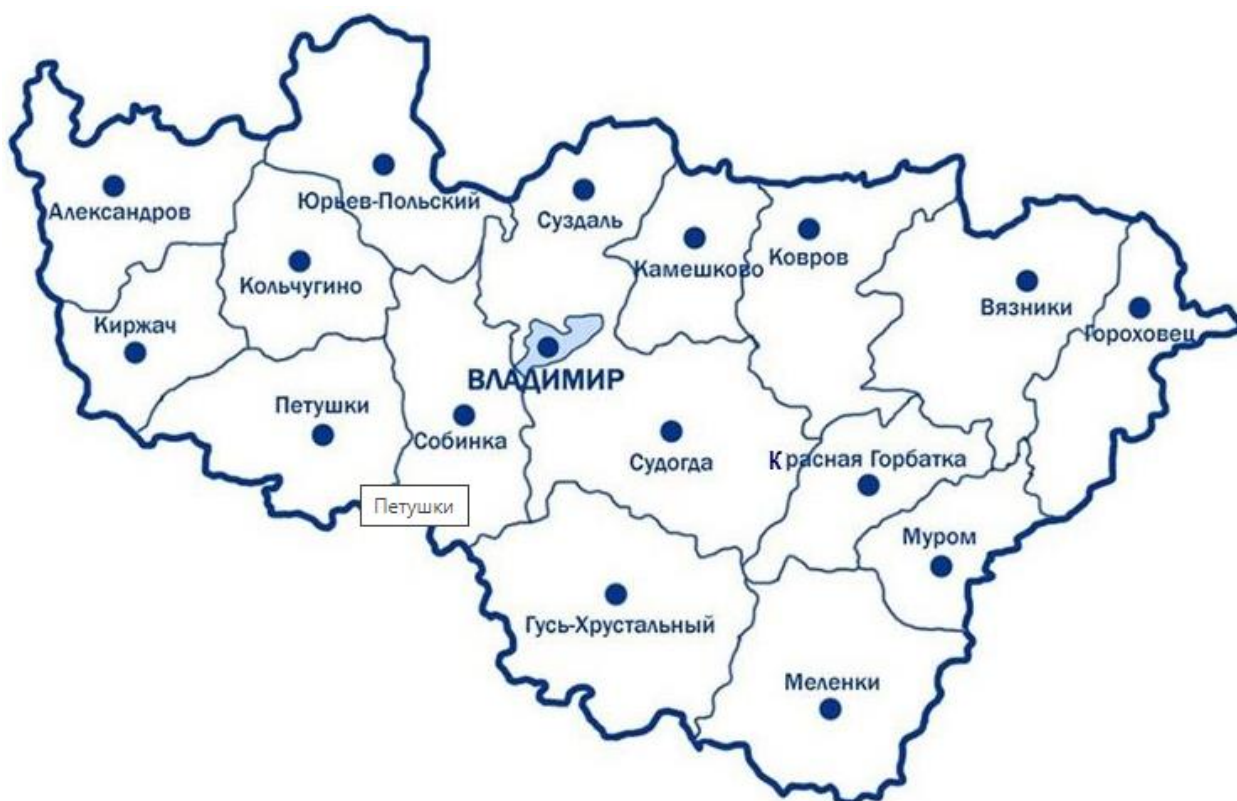 Александров
Юрьев-Польский
Суздаль
Камешково
Ковров
Кольчугино
Вязники
Гороховец
Киржач
ВЛАДИМИР
Петушки
Собинка
Судогда
Красная Горбатка
Петушки
Муром
Гусь-Хрустальный
Меленки